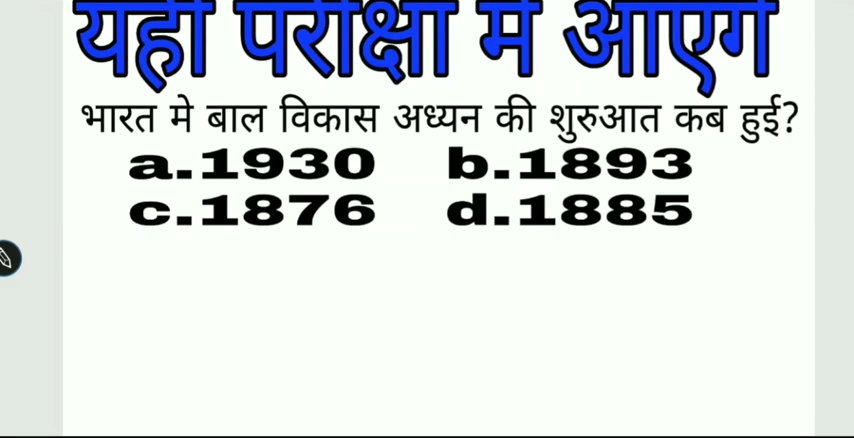 यही परीक्षा में आएगें
भारत मे बाल विकास अध्यन की शुरुआत कब हुई?
a.1930 b.1893
c.1876 d.1885